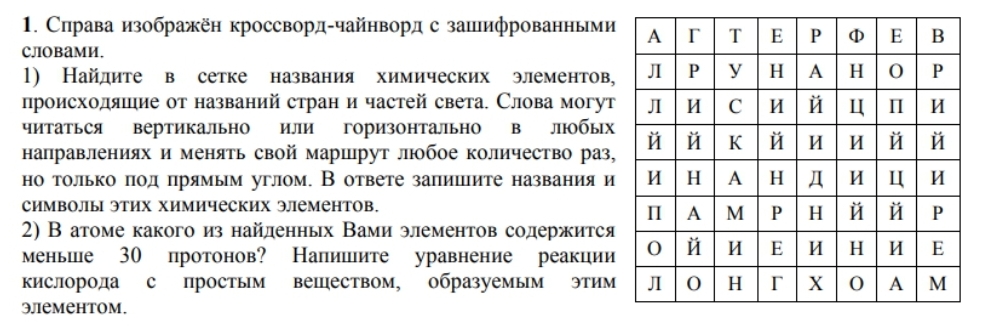 1. Справа изображён кроссворд-чайнворд с зашифрованными
словами.
1) Найдите в сетке названия химических элементов,
происходящие от названий стран и частей света. Слова могут
читаться вертикально или горизонтально в любых
направлениях и менять свой маршрут любое количество раз,
но только под прямым углом. В ответе запишите названия и
символы этих химических элементов.
2) В атоме какого из найденных Вами элементов содержится
меньше 30 протонов? Напишите уравнение реакции
кислорода с простым веществом, образуемым этим
элементом.
А Г Т Е Р Ф Е В
Л Р У Н А Н О Р
Л И С И Й Ц П И
Й Й К Й И И Й Й
И Н А Н Д И Ц И
П А М Р Н Й Й Р
О Й И Е И Н И Е
Л О Н Г Х О А М